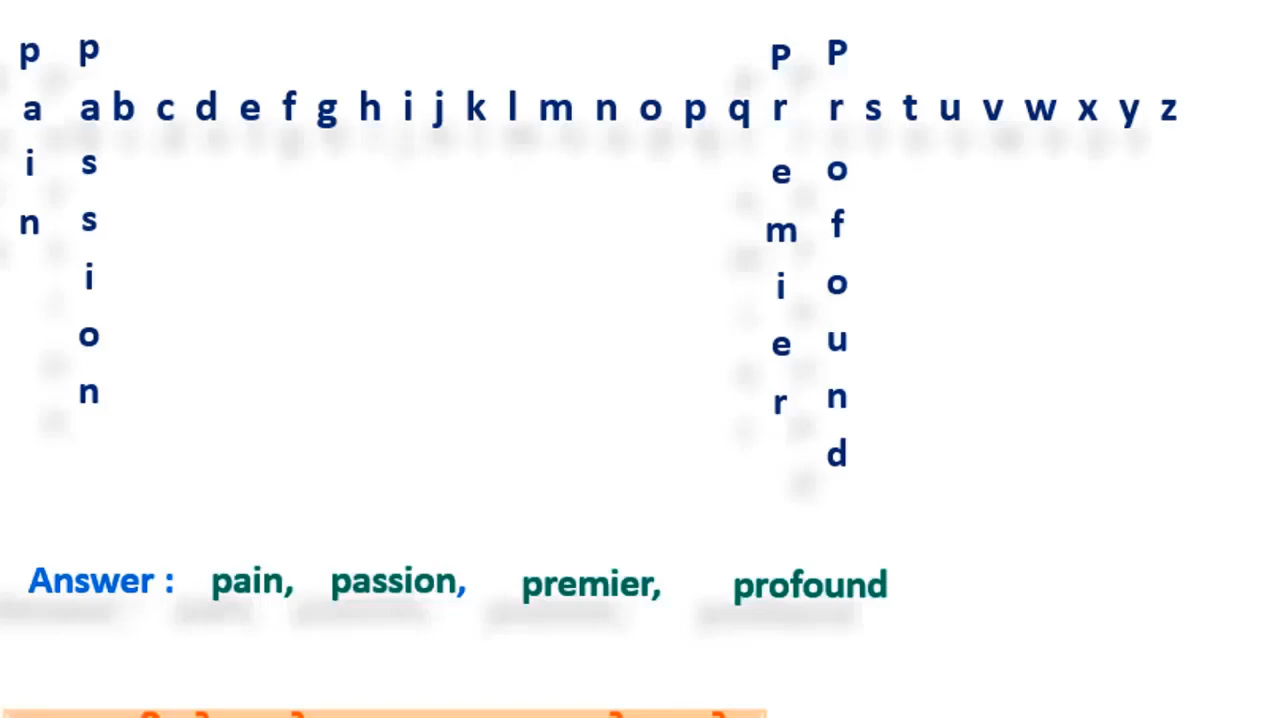 p p P P
a a b c d e f g h i j k l m n o p q r r s t u v w x y z
i s e o
n s m f
i i o
o e u
n r n
d
Answer : pain, passion, premier, profound